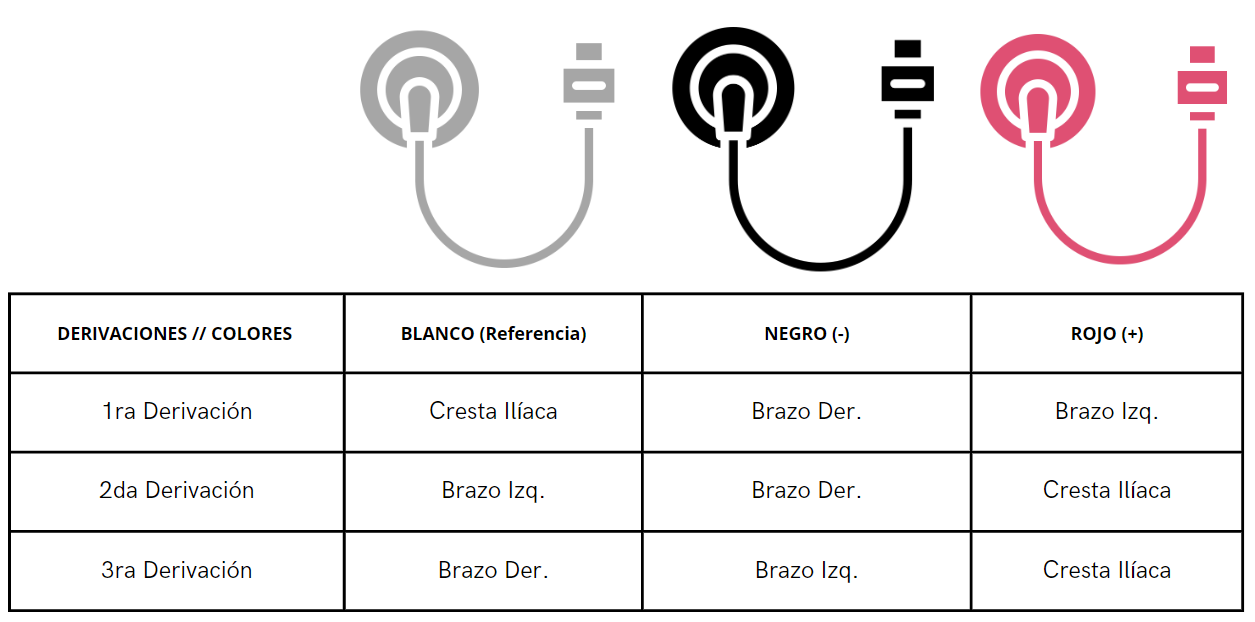 DERIVACIONES // COLORES BLANCO (Referencia) NEGRO (-) ROJO (+)
1ra Derivación Cresta Ilíaca Brazo Der. Brazo Izq.
2da Derivación Brazo Izq. Brazo Der. Cresta Ilíaca
3ra Derivación Brazo Der. Brazo Izq. Cresta Ilíaca